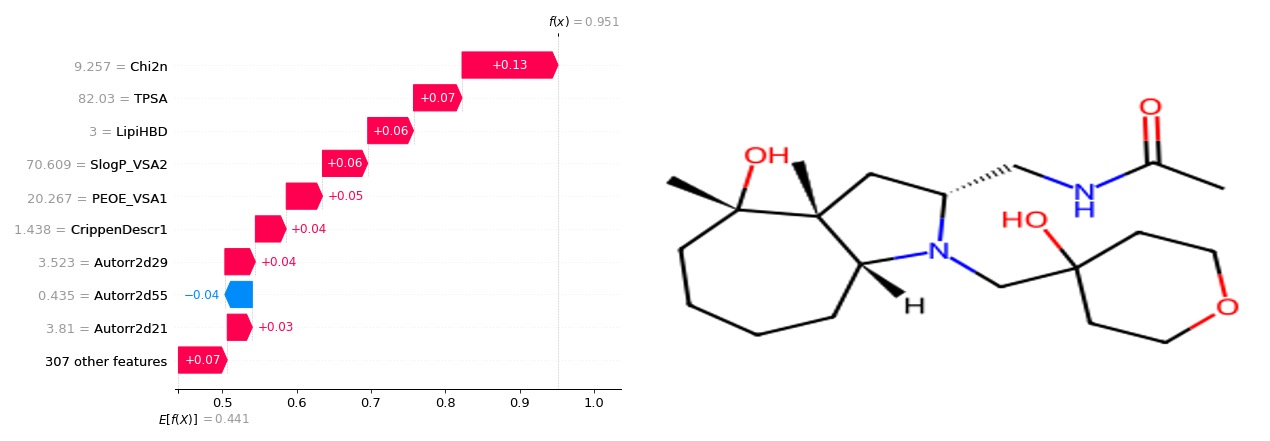 f(x) = 0.951
9.257 = Chi2n
+0.13
82.03 = TPSA
+0.07
3 = LipiHBD
+0.06
70.609 = SlogP_VSA2
+0.06
20.267 = PEOE_VSA1
+0.05
1.438 = CrippenDescr1
+0.04
3.523 = Autorr2d29
+0.04
0.435 = Autorr2d55
−0.04
3.81 = Autorr2d21
+0.03
307 other features
+0.07
0.5 0.6 0.7 0.8 0.9 1.0
E[f(X)] = 0.441
O
OH
N
H
HO
N
H
O